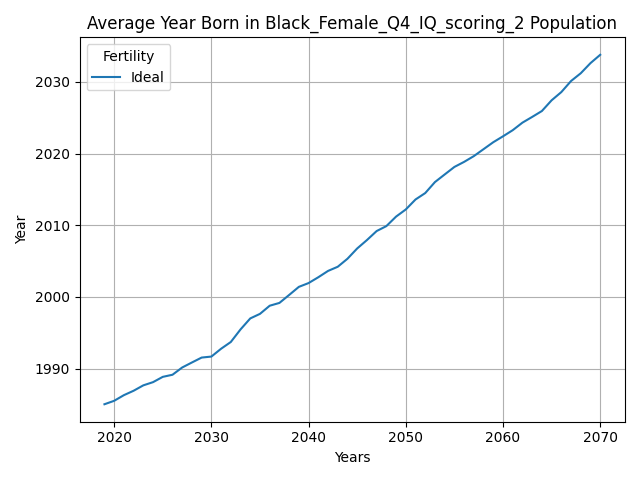 Average Year Born in Black_Female_Q4_IQ_scoring_2 Population
Fertility
Ideal
Year
2030
2020
2010
2000
1990
2020 2030 2040 2050 2060 2070
Years